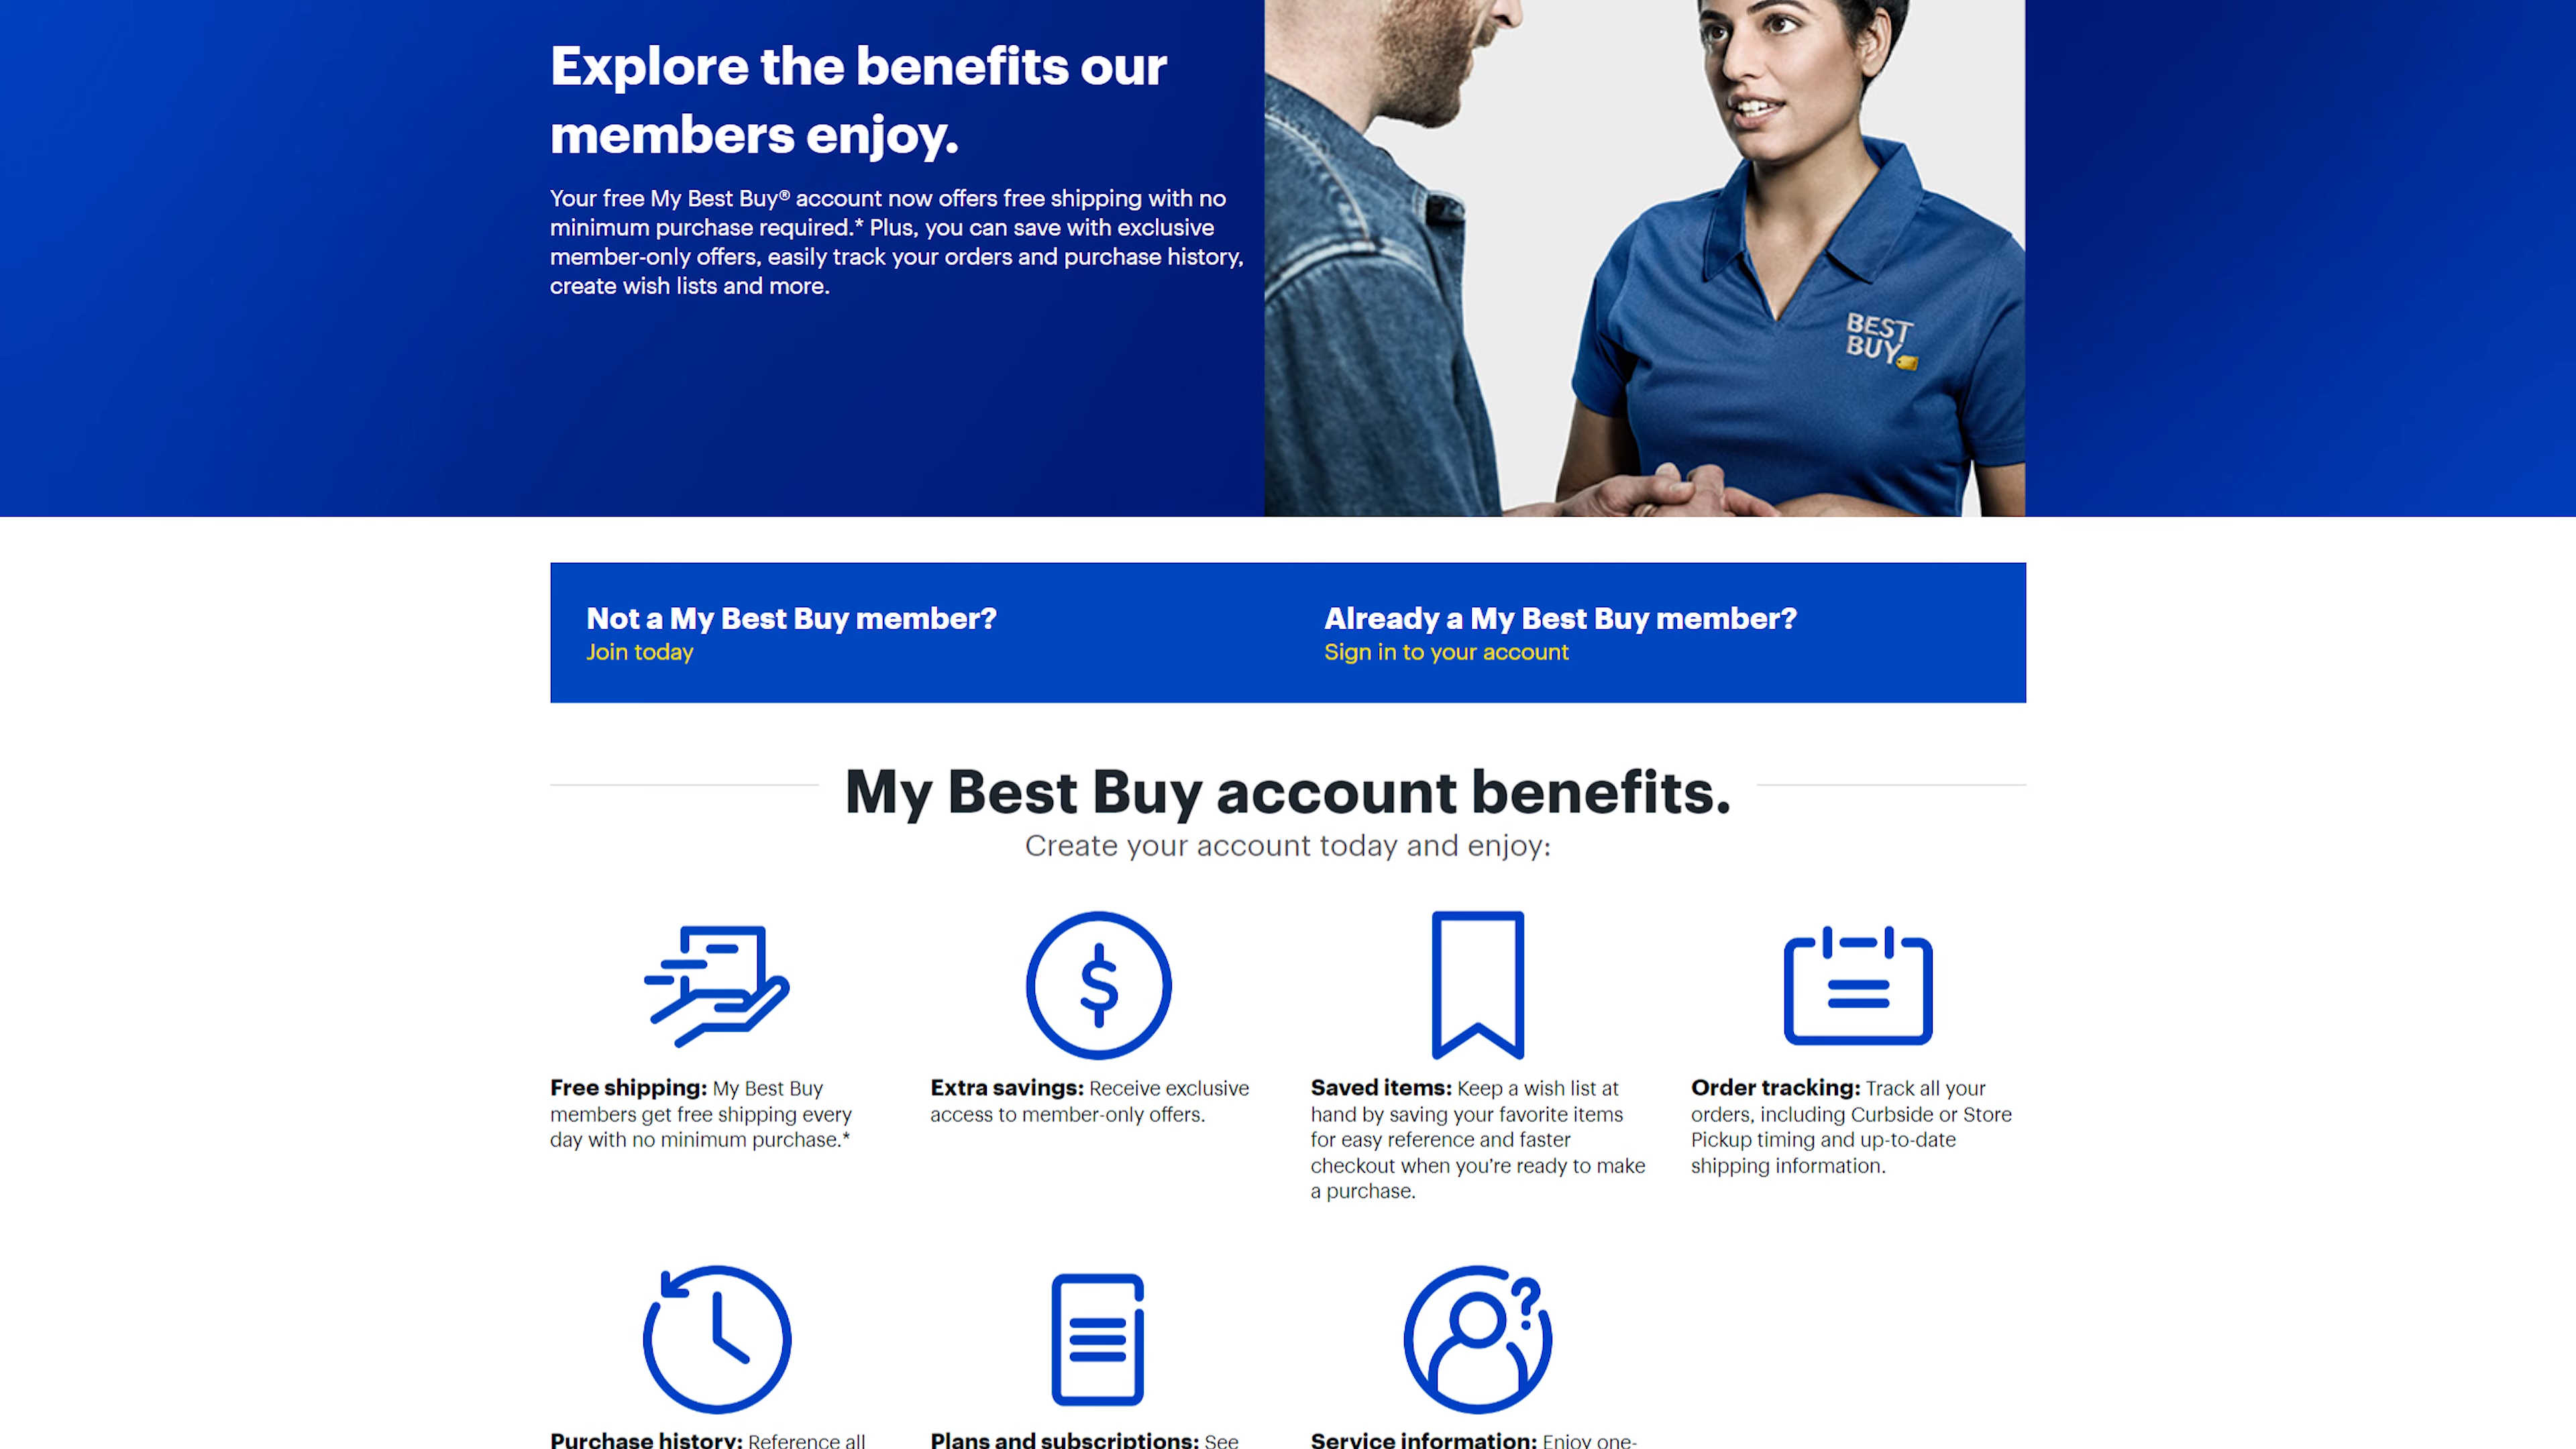 Explore the benefits our
members enjoy.
Your free My Best Buy® account now offers free shipping with no
minimum purchase required.* Plus, you can save with exclusive
member-only offers, easily track your orders and purchase history,
create wish lists and more.
BEST
BUY
Not a My Best Buy member?
Join today
Already a My Best Buy member?
Sign in to your account
My Best Buy account benefits.
Create your account today and enjoy:
$
Free shipping: My Best Buy
members get free shipping every
day with no minimum purchase.*
Extra savings: Receive exclusive
access to member-only offers.
Saved items: Keep a wish list at
hand by saving your favorite items
for easy reference and faster
checkout when you're ready to make
a purchase.
Order tracking: Track all your
orders, including Curbside or Store
Pickup timing and up-to-date
shipping information.
?
Purchase history: Reference all
Plans and subscriptions: See
Service information: Enjoy one-